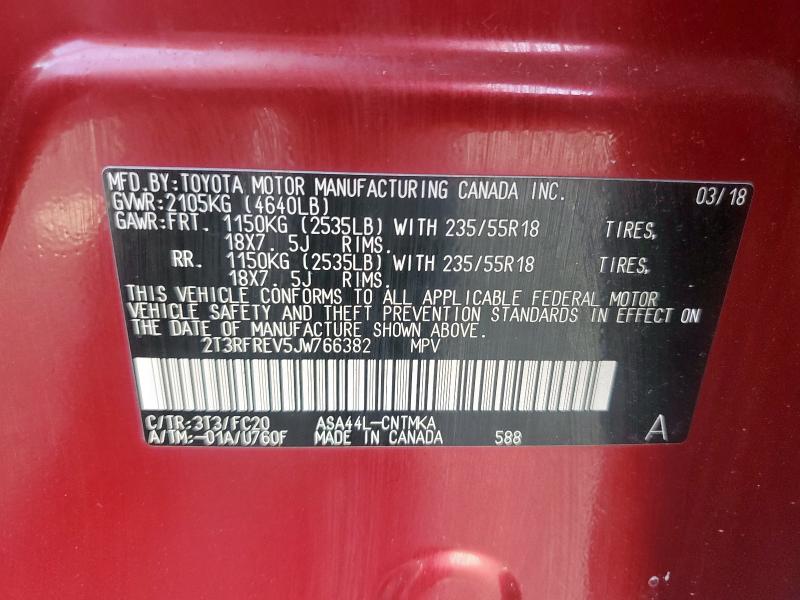 MFD.BY:TOYOTA MOTOR MANUFACTURING CANADA INC. 03/18
GVWR:2105KG (4640LB)
GAWR:FRT. 1150KG (2535LB) WITH 235/55R18 TIRES,
18X7. 5J RIMS.
RR. 1150KG (2535LB) WITH 235/55R18 TIRES,
18X7. 5J RIMS.
THIS VEHICLE CONFORMS TO ALL APPLICABLE FEDERAL MOTOR
VEHICLE SAFETY AND THEFT PREVENTION STANDARDS IN EFFECT ON
THE DATE OF MANUFACTURE SHOWN ABOVE.
2T3RFREV5JW766382 MPV
C/TR:3T3/FC20 ASA44L-CNTMKA
A/TM:-01A/U760F MADE IN CANADA 588 A